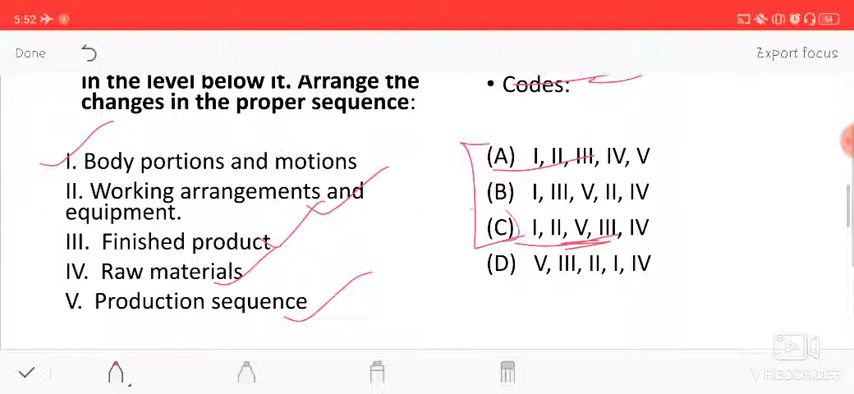 5:52
64
Done
Export focus
in the level below it. Arrange the
changes in the proper sequence:
I. Body portions and motions
II. Working arrangements and
equipment.
III. Finished product
IV. Raw materials
V. Production sequence
• Codes:
(A) I, II, III, IV, V
(B) I, III, V, II, IV
(C) I, II, V, III, IV
(D) V, III, II, I, IV
V RECORDER